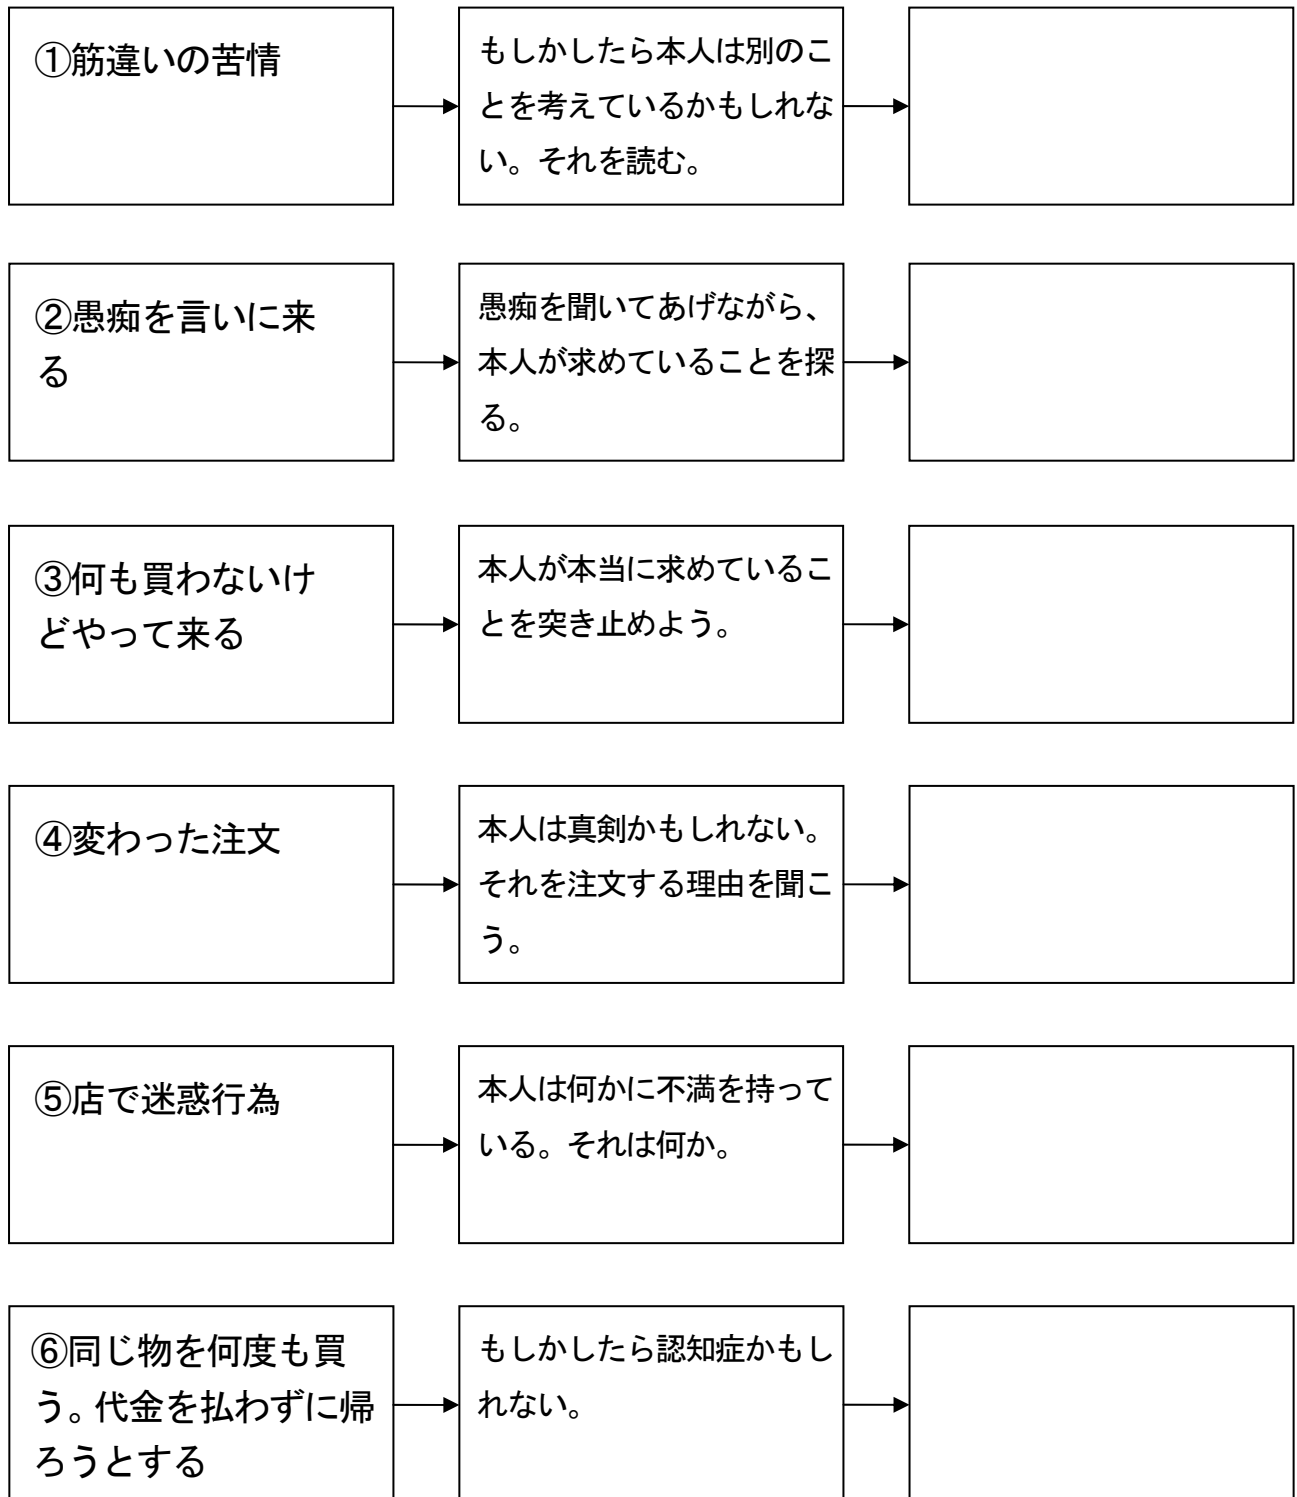 ①筋違いの苦情
もしかしたら本人は別のこ
とを考えているかもしれな
い。それを読む。
②愚痴を言いに来
る
愚痴を聞いてあげながら、
本人が求めていることを探
る。
③何も買わないけ
どやって来る
本人が本当に求めているこ
とを突き止めよう。
④変わった注文
本人は真剣かもしれない。
それを注文する理由を聞こ
う。
⑤店で迷惑行為
本人は何かに不満を持って
いる。それは何か。
⑥同じ物を何度も買
う。代金を払わずに帰
ろうとする
もしかしたら認知症かもし
れない。